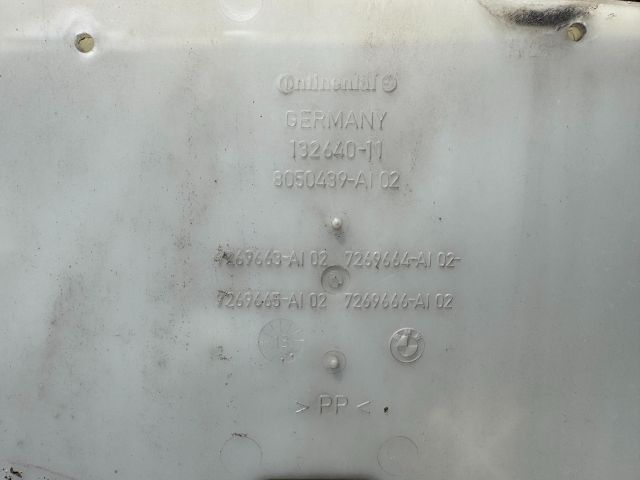 Continental
GERMANY
132640-11
8050439-AI 02
7269663-AI 02 7269664-AI 02-
7269665-AI 02 7269666-AI 02
13
> PP <